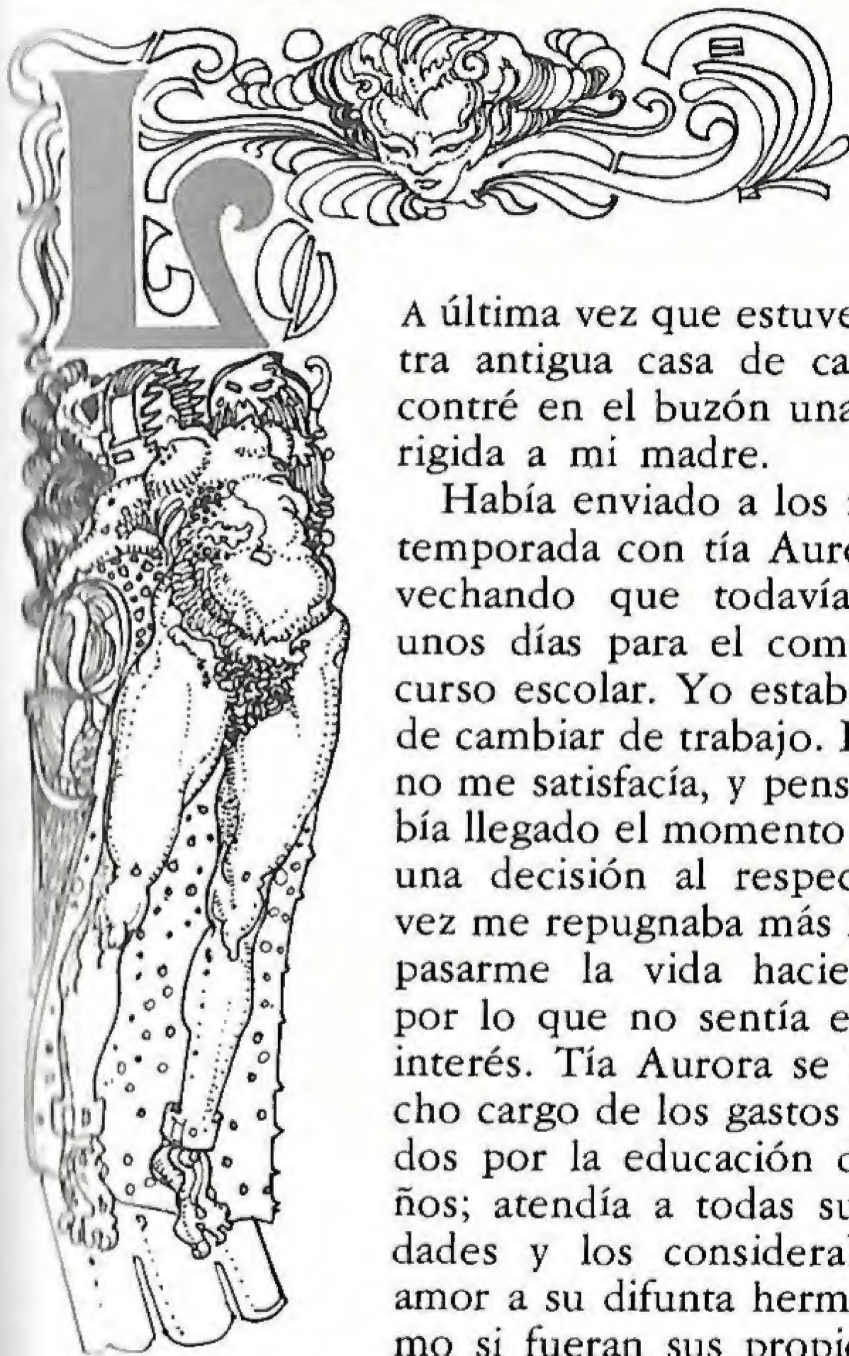 LA última vez que estuve
tra antigua casa de ca
contré en el buzón una
rigida a mi madre.
Había enviado a los
temporada con tía Auro
vechando que todavía
unos días para el com
curso escolar. Yo estab
de cambiar de trabajo.
no me satisfacía, y pens
bía llegado el momento
una decisión al respec
vez me repugnaba más
pasarme la vida hacie
por lo que no sentía e
interés. Tía Aurora se
cho cargo de los gastos
dos por la educación d
ños; atendía a todas su
dades y los considera
amor a su difunta herm
mo si fueran sus propi